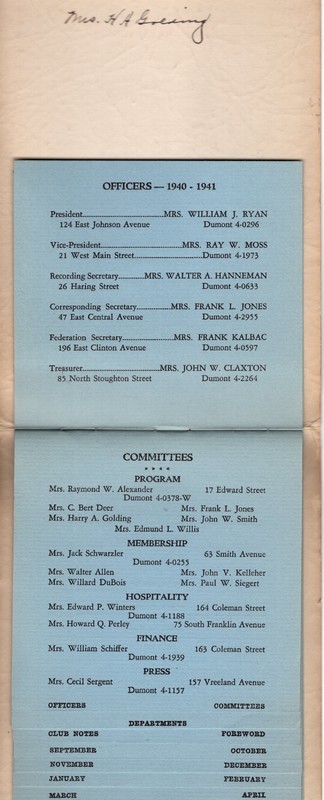 Mrs. H A Golding
OFFICERS — 1940 - 1941
President..............................MRS. WILLIAM J. RYAN
124 East Johnson Avenue Dumont 4-0296
Vice-President..............................MRS. RAY W. MOSS
21 West Main Street..............................Dumont 4-1973
Recording Secretary...........MRS. WALTER A. HANNEMAN
26 Haring Street Dumont 4-0633
Corresponding Secretary...............MRS. FRANK L. JONES
47 East Central Avenue Dumont 4-2955
Federation Secretary......................MRS. FRANK KALBAC
196 East Clinton Avenue Dumont 4-0597
Treasurer..............................MRS. JOHN W. CLAXTON
85 North Stoughton Street Dumont 4-2264
COMMITTEES
* * * *
PROGRAM
Mrs. Raymond W. Alexander 17 Edward Street
Dumont 4-0378-W
Mrs. C. Bert Deer Mrs. Frank L. Jones
Mrs. Harry A. Golding Mrs. John W. Smith
Mrs. Edmund L. Willis
MEMBERSHIP
Mrs. Jack Schwarzler 63 Smith Avenue
Dumont 4-0255
Mrs. Walter Allen Mrs. John V. Kelleher
Mrs. Willard DuBois Mrs. Paul W. Siegert
HOSPITALITY
Mrs. Edward P. Winters 164 Coleman Street
Dumont 4-1188
Mrs. Howard Q. Perley 75 South Franklin Avenue
FINANCE
Mrs. William Schiffer 163 Coleman Street
Dumont 4-1939
PRESS
Mrs. Cecil Sergent 157 Vreeland Avenue
Dumont 4-1157
OFFICERS COMMITTEES
DEPARTMENTS
CLUB NOTES FOREWORD
SEPTEMBER OCTOBER
NOVEMBER DECEMBER
JANUARY FEBRUARY
MARCH APRIL